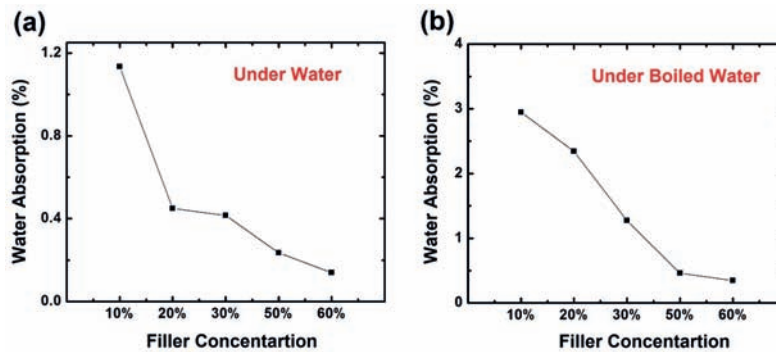 (a)
Under Water
Water Absorption (%)
1.2
0.8
0.4
0.0
10% 20% 30% 50% 60%
Filler Concentartion
(b)
Under Boiled Water
Water Absorption (%)
4
3
2
1
0
10% 20% 30% 50% 60%
Filler Concentartion